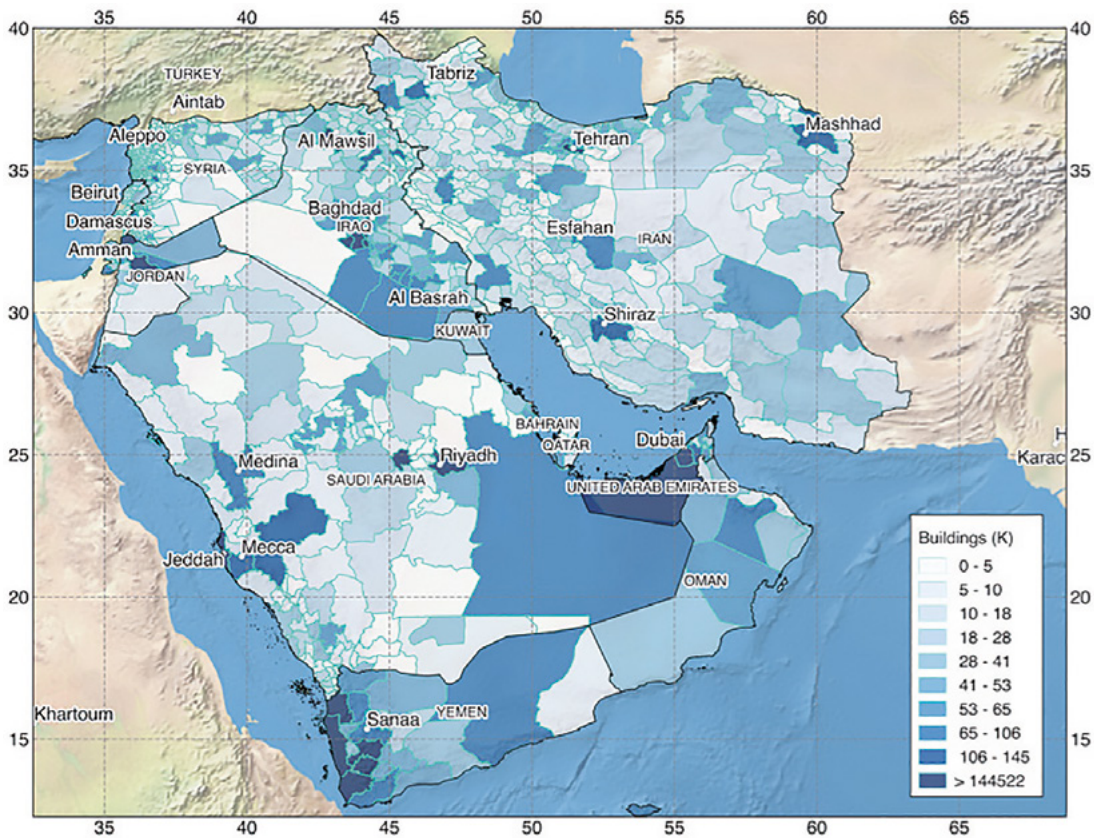 35 40 45 50 55 60 65
40 40
TURKEY
Tabriz
Aintab
Aleppo
Al Mawsil
Tehran
Mashhad
35 35
SYRIA
Beirut
Baghdad
Damascus
IRAQ
Esfahan
IRAN
Amman
JORDAN
Al Basrah
30 30
KUWAIT
Shiraz
BAHRAIN
QATAR
Dubai
25 25
Medina
Riyadh
Karac
SAUDI ARABIA
UNITED ARAB EMIRATES
Jeddah
Mecca
OMAN
20 20
Khartoum
Sanaa
YEMEN
15 15
Buildings (K)
0 - 5
5 - 10
10 - 18
18 - 28
28 - 41
41 - 53
53 - 65
65 - 106
106 - 145
> 144522
35 40 45 50 55 60 65